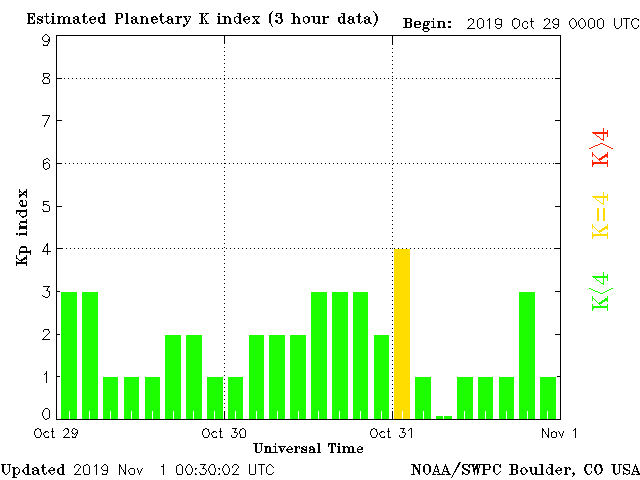 Estimated Planetary K index (3 hour data) Begin: 2019 Oct 29 0000 UTC
9
8
7
6
5
4
3
2
1
0
Kp index
K>4
K=4
K<4
Oct 29 Oct 30 Oct 31 Nov 1
Universal Time
Updated 2019 Nov 1 00:30:02 UTC NOAA/SWPC Boulder, CO USA